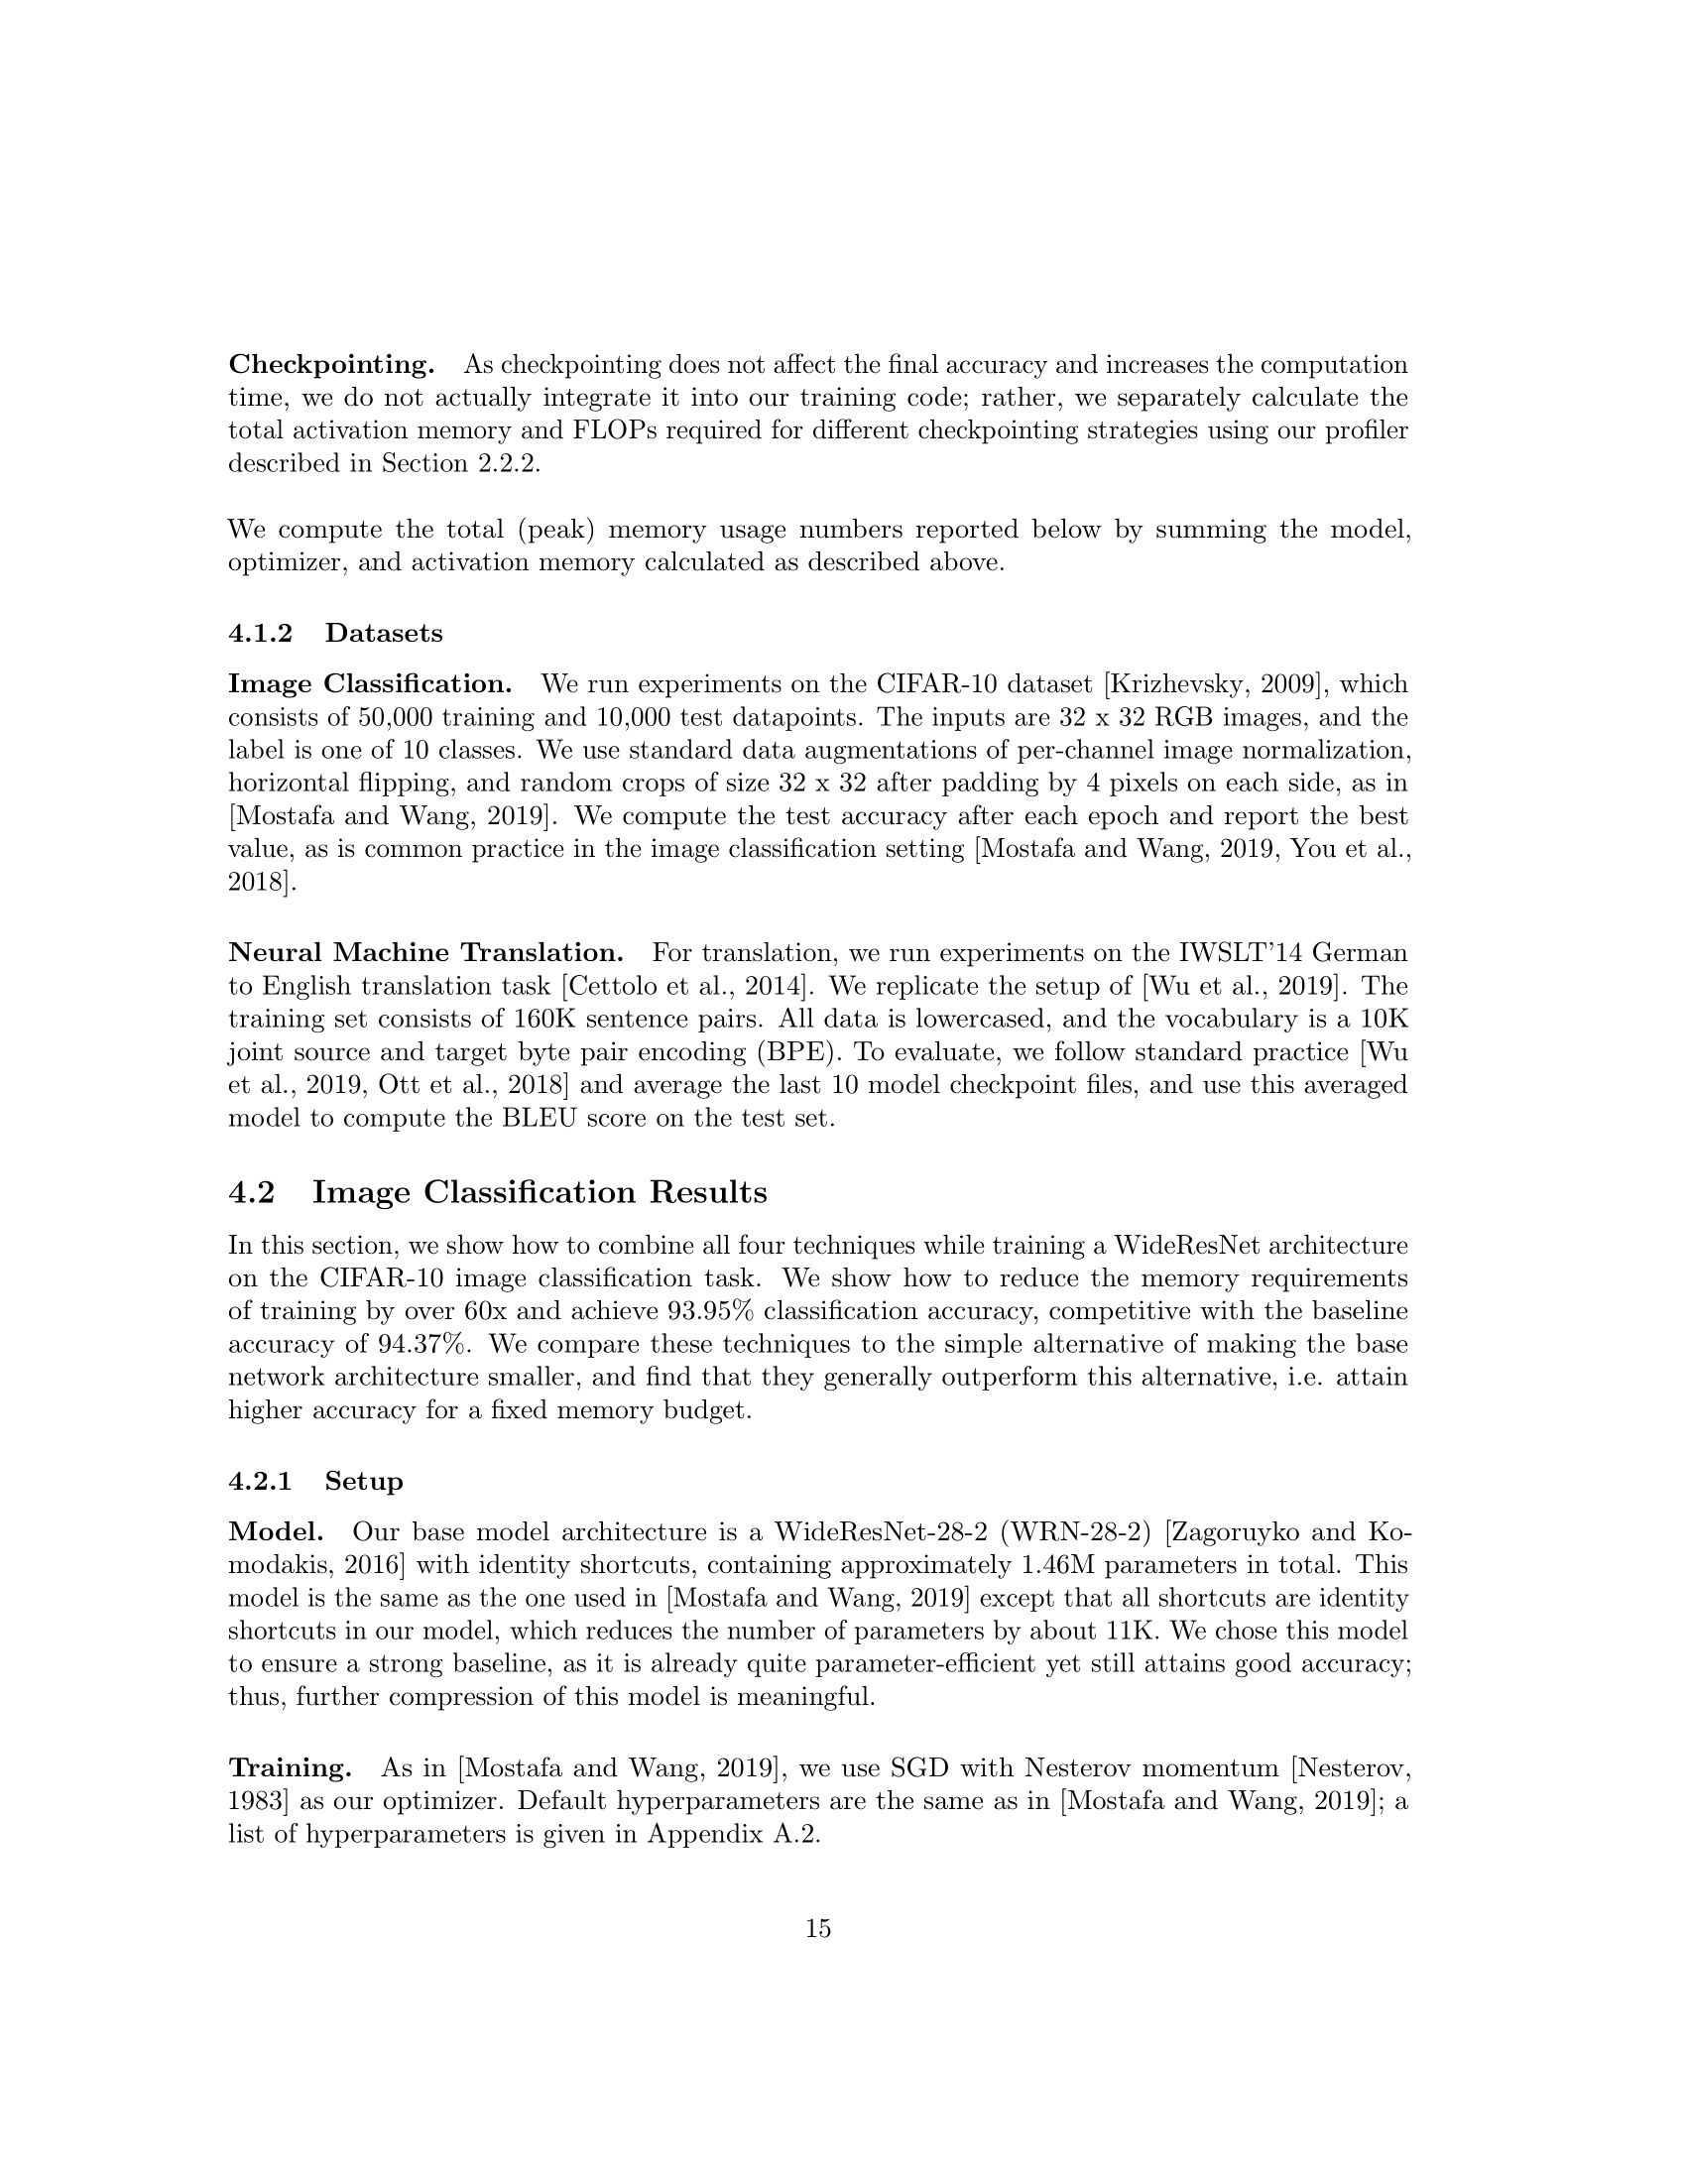 Checkpointing. As checkpointing does not affect the final accuracy and increases the computation
time, we do not actually integrate it into our training code; rather, we separately calculate the
total activation memory and FLOPs required for different checkpointing strategies using our profiler
described in Section 2.2.2.
We compute the total (peak) memory usage numbers reported below by summing the model,
optimizer, and activation memory calculated as described above.
4.1.2 Datasets
Image Classification. We run experiments on the CIFAR-10 dataset [Krizhevsky, 2009], which
consists of 50,000 training and 10,000 test datapoints. The inputs are 32 x 32 RGB images, and the
label is one of 10 classes. We use standard data augmentations of per-channel image normalization,
horizontal flipping, and random crops of size 32 x 32 after padding by 4 pixels on each side, as in
[Mostafa and Wang, 2019]. We compute the test accuracy after each epoch and report the best
value, as is common practice in the image classification setting [Mostafa and Wang, 2019, You et al.,
2018].
Neural Machine Translation. For translation, we run experiments on the IWSLT'14 German
to English translation task [Cettolo et al., 2014]. We replicate the setup of [Wu et al., 2019]. The
training set consists of 160K sentence pairs. All data is lowercased, and the vocabulary is a 10K
joint source and target byte pair encoding (BPE). To evaluate, we follow standard practice [Wu
et al., 2019, Ott et al., 2018] and average the last 10 model checkpoint files, and use this averaged
model to compute the BLEU score on the test set.
4.2 Image Classification Results
In this section, we show how to combine all four techniques while training a WideResNet architecture
on the CIFAR-10 image classification task. We show how to reduce the memory requirements
of training by over 60x and achieve 93.95% classification accuracy, competitive with the baseline
accuracy of 94.37%. We compare these techniques to the simple alternative of making the base
network architecture smaller, and find that they generally outperform this alternative, i.e. attain
higher accuracy for a fixed memory budget.
4.2.1 Setup
Model. Our base model architecture is a WideResNet-28-2 (WRN-28-2) [Zagoruyko and Ko-
modakis, 2016] with identity shortcuts, containing approximately 1.46M parameters in total. This
model is the same as the one used in [Mostafa and Wang, 2019] except that all shortcuts are identity
shortcuts in our model, which reduces the number of parameters by about 11K. We chose this model
to ensure a strong baseline, as it is already quite parameter-efficient yet still attains good accuracy;
thus, further compression of this model is meaningful.
Training. As in [Mostafa and Wang, 2019], we use SGD with Nesterov momentum [Nesterov,
1983] as our optimizer. Default hyperparameters are the same as in [Mostafa and Wang, 2019]; a
list of hyperparameters is given in Appendix A.2.
15